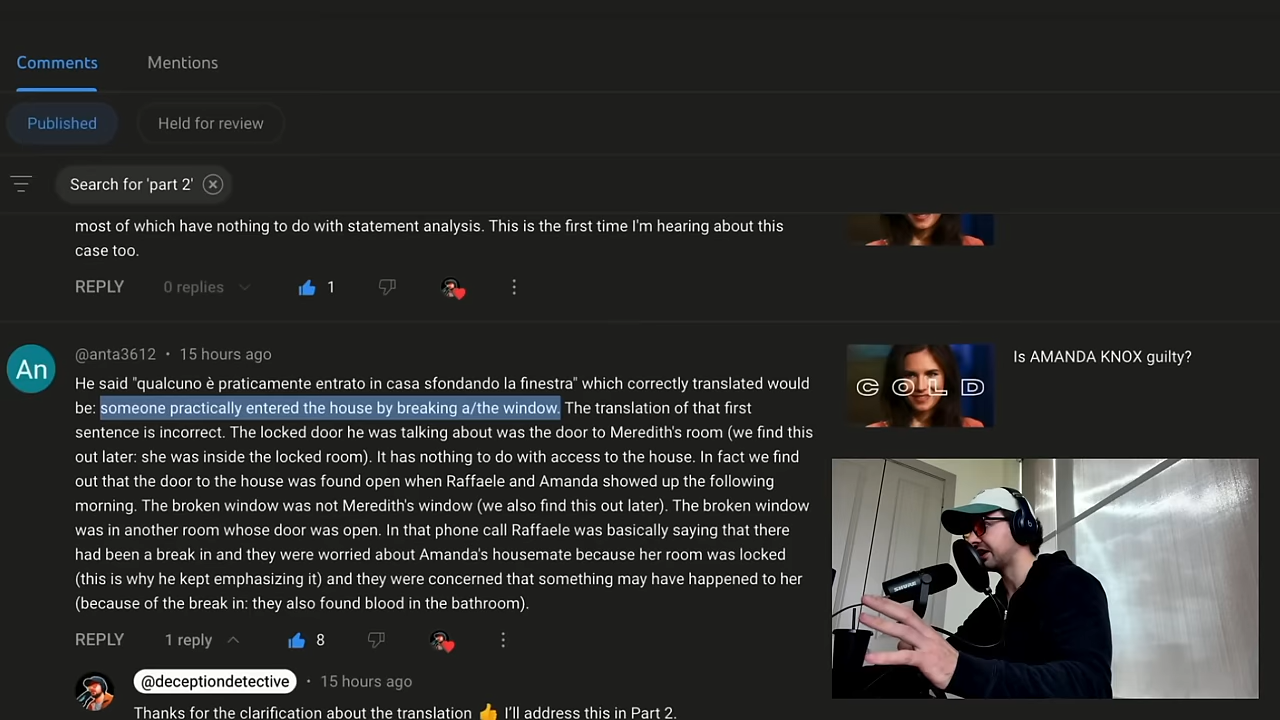 Comments
Mentions
Published
Held for review
Search for 'part 2'
most of which have nothing to do with statement analysis. This is the first time I'm hearing about this
case too.
REPLY
0 replies
1
An
@anta3612 • 15 hours ago
He said "qualcuno è praticamente entrato in casa sfondando la finestra" which correctly translated would
be: someone practically entered the house by breaking a/the window. The translation of that first
sentence is incorrect. The locked door he was talking about was the door to Meredith's room (we find this
out later: she was inside the locked room). It has nothing to do with access to the house. In fact we find
out that the door to the house was found open when Raffaele and Amanda showed up the following
morning. The broken window was not Meredith's window (we also find this out later). The broken window
was in another room whose door was open. In that phone call Raffaele was basically saying that there
had been a break in and they were worried about Amanda's housemate because her room was locked
(this is why he kept emphasizing it) and they were concerned that something may have happened to her
(because of the break in: they also found blood in the bathroom).
REPLY
1 reply
8
@deceptiondetective • 15 hours ago
Thanks for the clarification about the translation 👍 I'll address this in Part 2.
COLD
Is AMANDA KNOX guilty?
SHURE